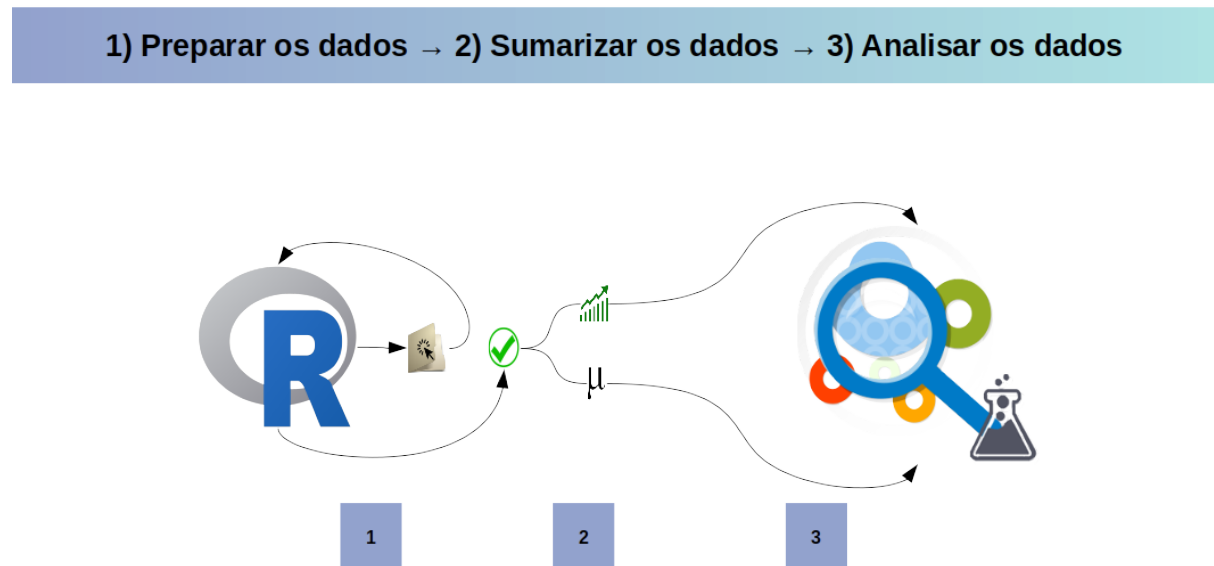 1) Preparar os dados → 2) Sumarizar os dados → 3) Analisar os dados
R
μ
1
2
3